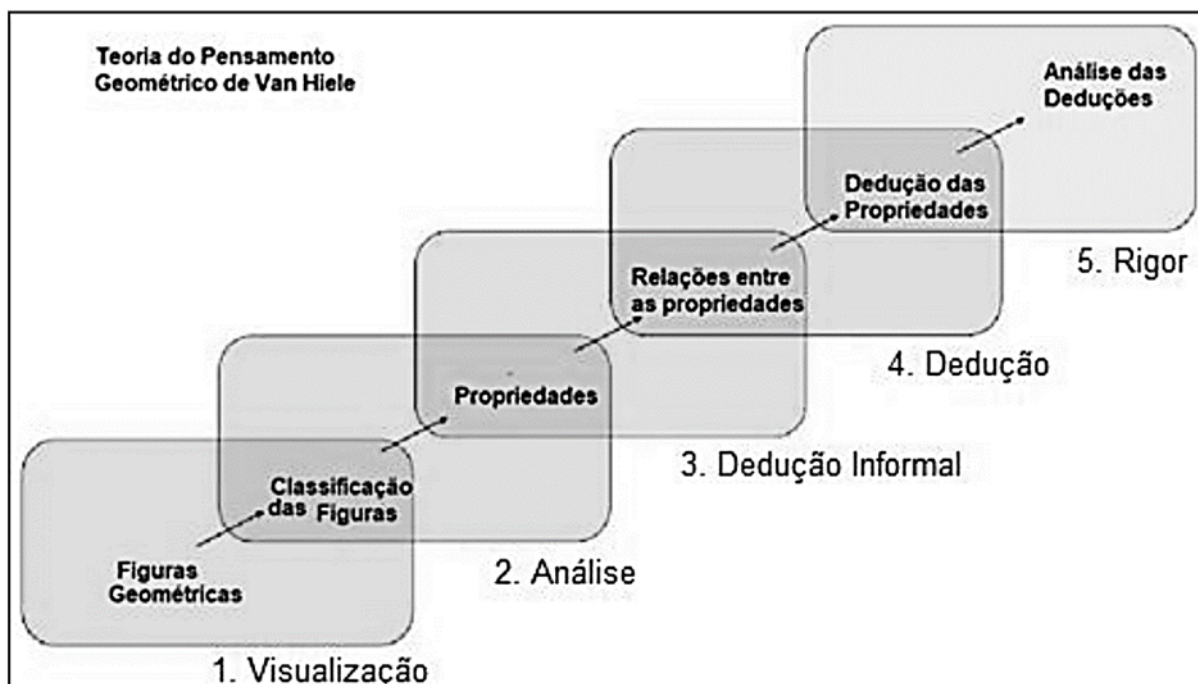 Teoria do Pensamento
Geométrico de Van Hiele
Análise das
Deduções
Dedução das
Propriedades
5. Rigor
Relações entre
as propriedades
4. Dedução
Propriedades
3. Dedução Informal
Classificação
das Figuras
2. Análise
Figuras
Geométricas
1. Visualização